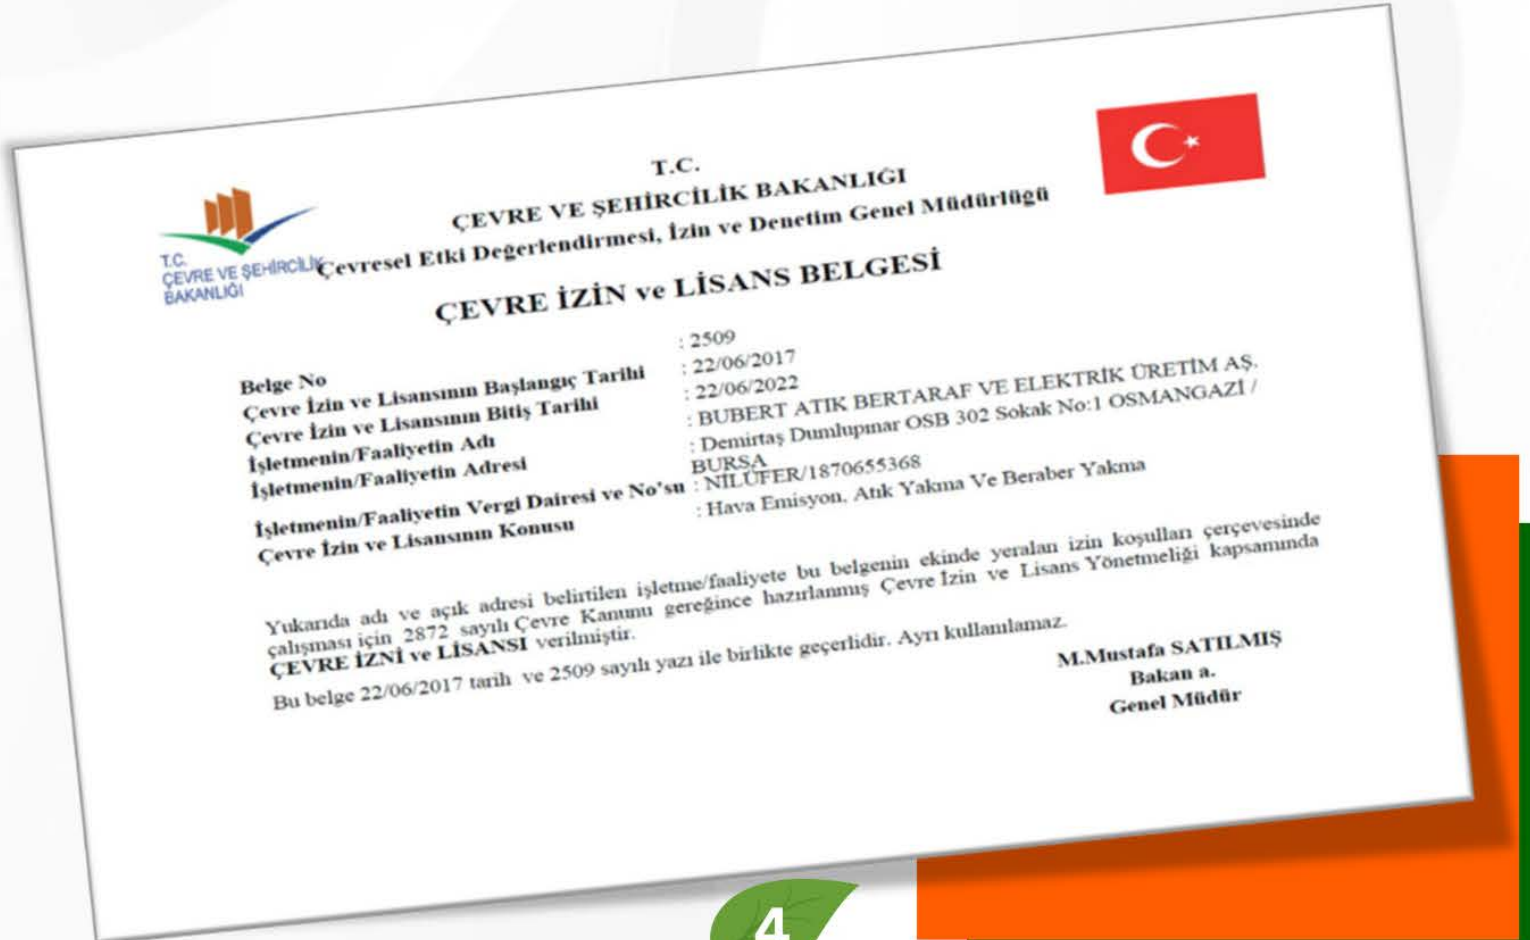 T.C.
ÇEVRE VE ŞEHİRCİLİK BAKANLIĞI
Çevresel Etki Değerlendirmesi, İzin ve Denetim Genel Müdürlüğü
T.C.
ÇEVRE VE ŞEHİRCİLİK
BAKANLIĞI
ÇEVRE İZİN ve LİSANS BELGESİ
Belge No : 2509
Çevre İzin ve Lisansının Başlangıç Tarihi : 22/06/2017
Çevre İzin ve Lisansının Bitiş Tarihi : 22/06/2022
İşletmenin/Faaliyetin Adı : BUBERT ATIK BERTARAF VE ELEKTRİK ÜRETİM AŞ.
İşletmenin/Faaliyetin Adresi : Demirtaş Dumlupınar OSB 302 Sokak No:1 OSMANGAZİ /
BURSA
İşletmenin/Faaliyetin Vergi Dairesi ve No'su : NİLÜFER/1870655368
Çevre İzin ve Lisansının Konusu : Hava Emisyon, Atık Yakma Ve Beraber Yakma
Yukarıda adı ve açık adresi belirtilen işletme/faaliyete bu belgenin ekinde yeralan izin koşulları çerçevesinde
çalışması için 2872 sayılı Çevre Kanunu gereğince hazırlanmış Çevre İzin ve Lisans Yönetmeliği kapsamında
ÇEVRE İZNİ ve LİSANSI verilmiştir.
Bu belge 22/06/2017 tarih ve 2509 sayılı yazı ile birlikte geçerlidir. Ayrı kullanılamaz.
M.Mustafa SATILMIŞ
Bakan a.
Genel Müdür
4